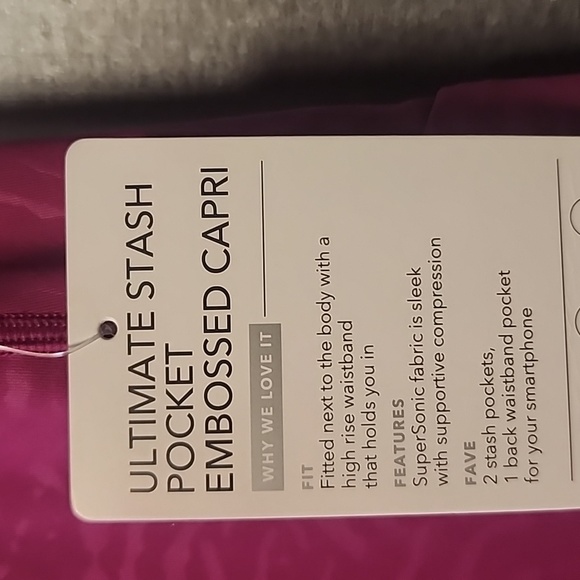 ULTIMATE STASH
POCKET
EMBOSSED CAPRI
WHY WE LOVE IT
FIT
Fitted next to the body with a
high rise waistband
that holds you in
FEATURES
SuperSonic fabric is sleek
with supportive compression
FAVE
2 stash pockets,
1 back waistband pocket
for your smartphone